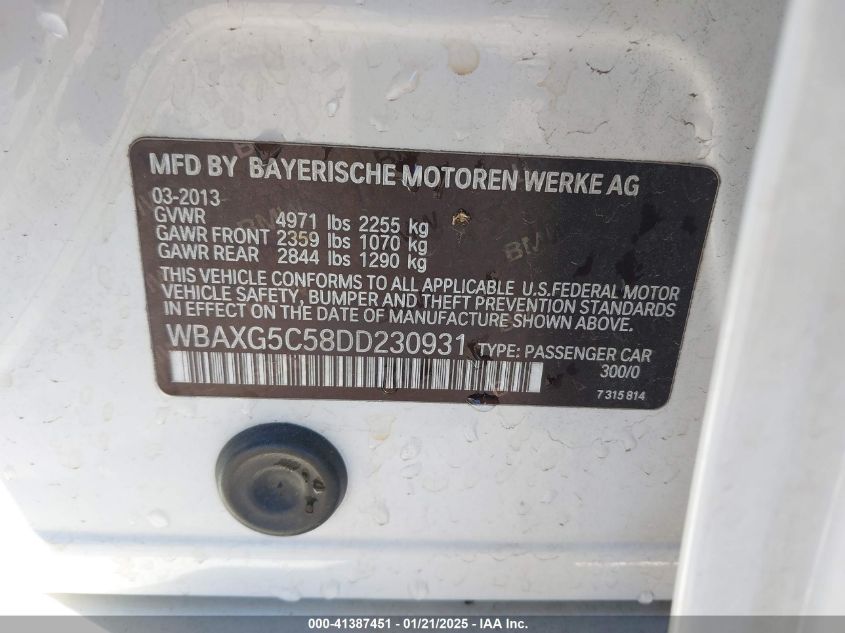 MFD BY BAYERISCHE MOTOREN WERKE AG
03-2013
GVWR 4971 lbs 2255 kg
GAWR FRONT 2359 lbs 1070 kg
GAWR REAR 2844 lbs 1290 kg
THIS VEHICLE CONFORMS TO ALL APPLICABLE U.S.FEDERAL MOTOR
VEHICLE SAFETY, BUMPER AND THEFT PREVENTION STANDARDS
IN EFFECT ON THE DATE OF MANUFACTURE SHOWN ABOVE.
WBAXG5C58DD230931 TYPE: PASSENGER CAR
300/0
7 315 814
000-41387451 - 01/21/2025 - IAA Inc.